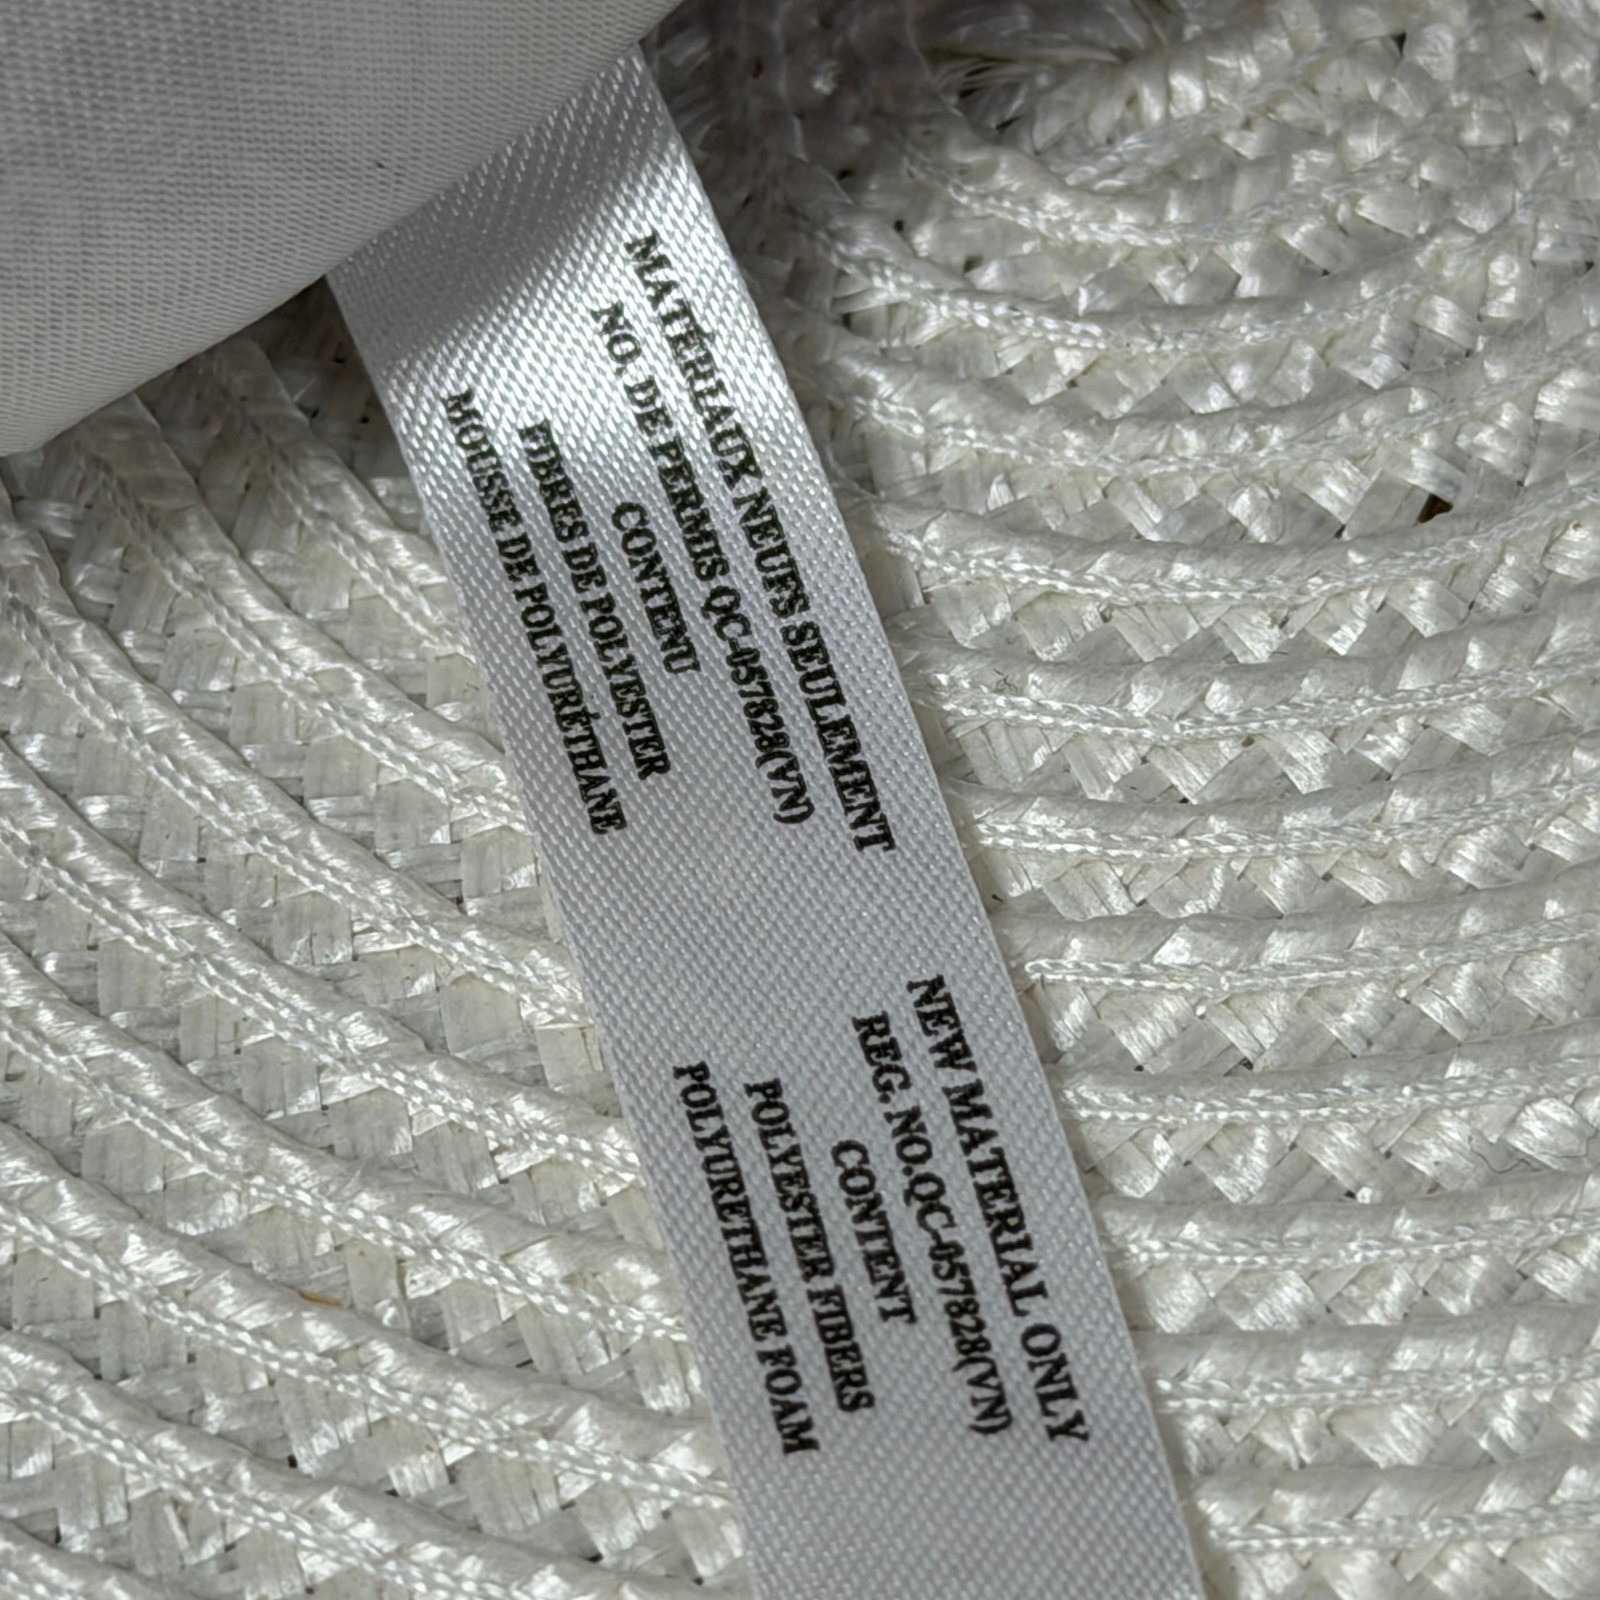 MATÉRIAUX NEUFS SEULEMENT
NO. DE PERMIS QC-057828(VN)
CONTENU
FIBRES DE POLYESTER
MOUSSE DE POLYURÉTHANE
NEW MATERIAL ONLY
REG. NO.QC-057828(VN)
CONTENT
POLYESTER FIBERS
POLYURETHANE FOAM